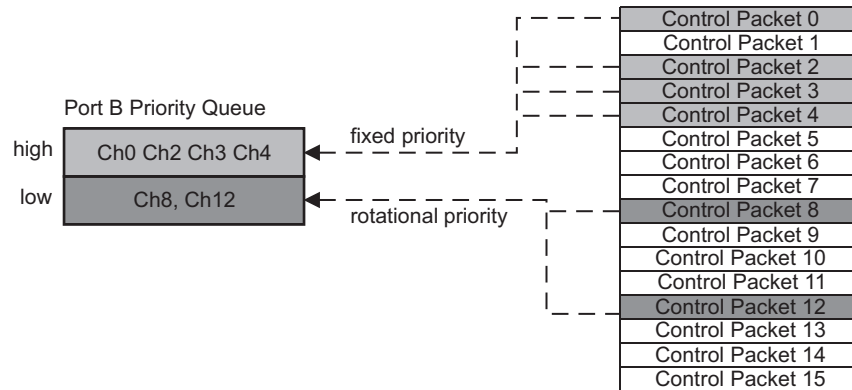 Port B Priority Queue
high
Ch0 Ch2 Ch3 Ch4
low
Ch8, Ch12
fixed priority
rotational priority
Control Packet 0
Control Packet 1
Control Packet 2
Control Packet 3
Control Packet 4
Control Packet 5
Control Packet 6
Control Packet 7
Control Packet 8
Control Packet 9
Control Packet 10
Control Packet 11
Control Packet 12
Control Packet 13
Control Packet 14
Control Packet 15